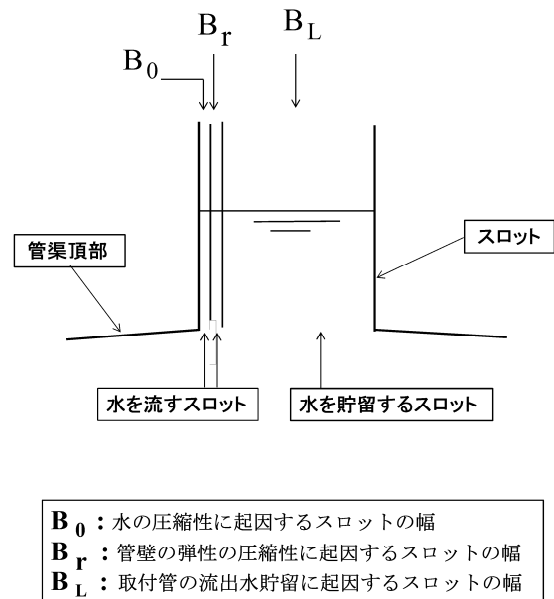 B0
Br
BL
管渠頂部
スロット
水を流すスロット
水を貯留するスロット
B0：水の圧縮性に起因するスロットの幅
Br：管壁の弾性の圧縮性に起因するスロットの幅
BL：取付管の流出水貯留に起因するスロットの幅